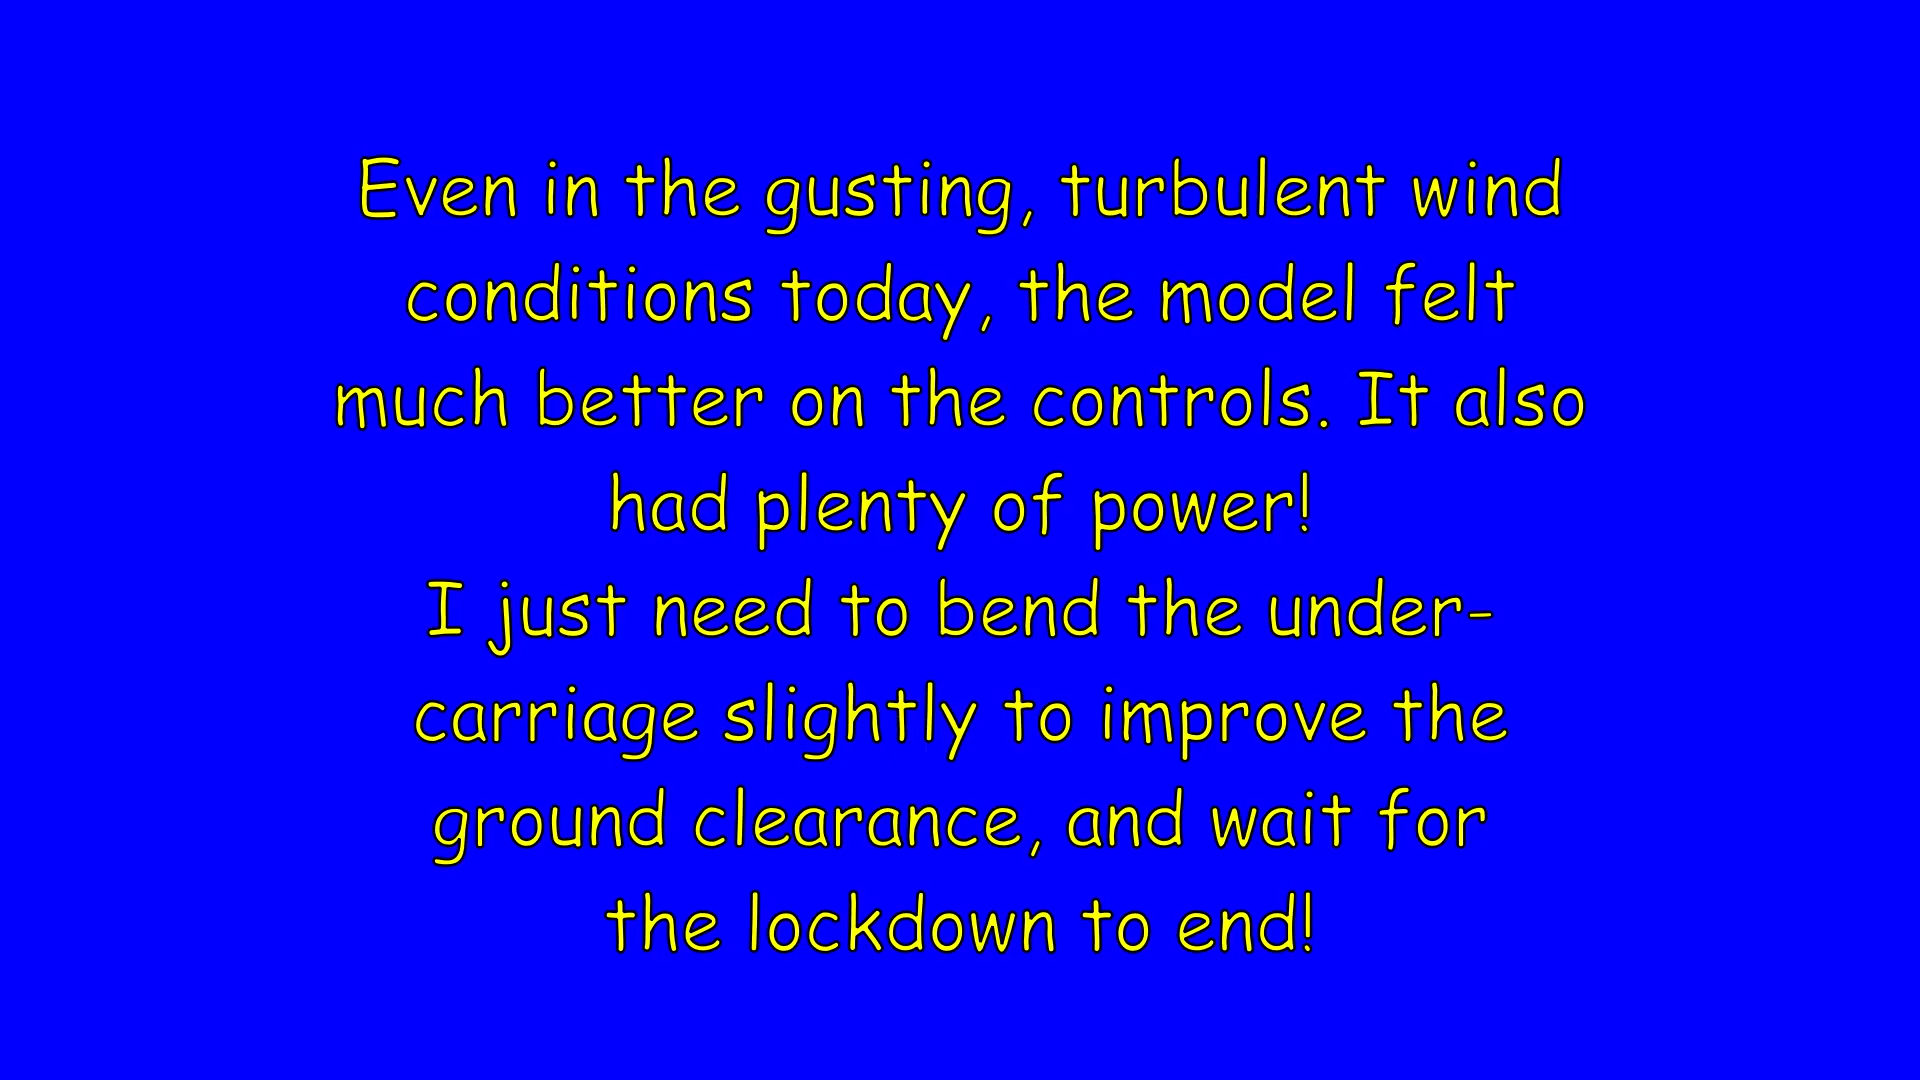 Even in the gusting, turbulent wind
conditions today, the model felt
much better on the controls. It also
had plenty of power!
I just need to bend the under-
carriage slightly to improve the
ground clearance, and wait for
the lockdown to end!